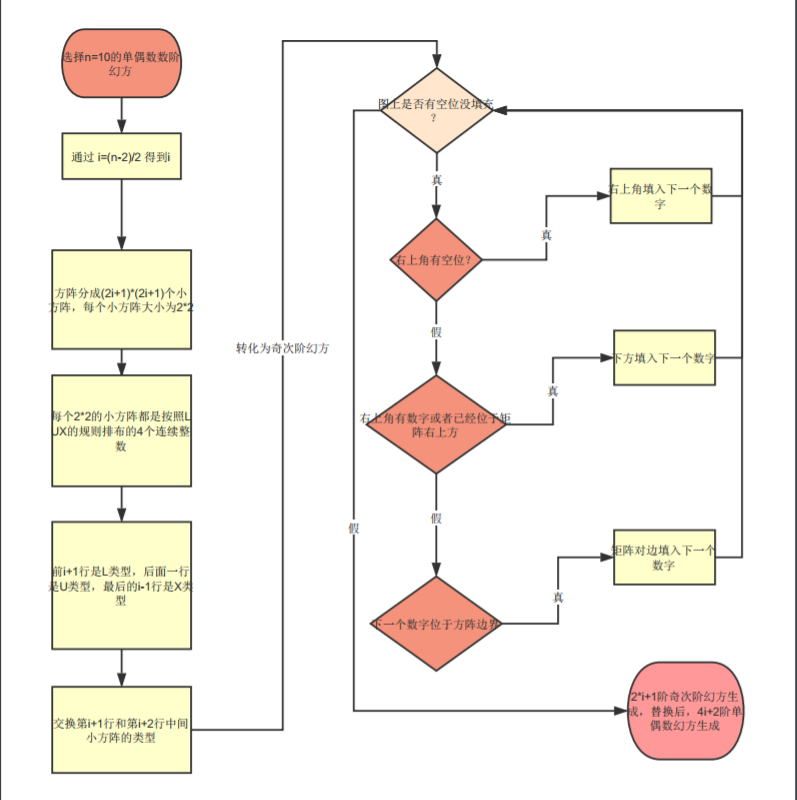 选择n=10的单偶数数阶
幻方
通过 i=(n-2)/2 得到i
方阵分成(2i+1)*(2i+1)个小
方阵，每个小方阵大小为2*2
每个2*2的小方阵都是按照L
UX的规则排布的4个连续整
数
前i+1行是L类型，后面一行
是U类型，最后的i-1行是X类
型
交换第i+1行和第i+2行中间
小方阵的类型
转化为奇次阶幻方
图上是否有空位没填充
？
真
右上角有空位？
真
右上角填入下一个数
字
假
右上角有数字或者已经位于矩
阵右上方
真
下方填入下一个数字
假
假
下一个数字位于方阵边界
真
矩阵对边填入下一个
数字
2*i+1阶奇次阶幻方生
成，替换后，4i+2阶单
偶数幻方生成